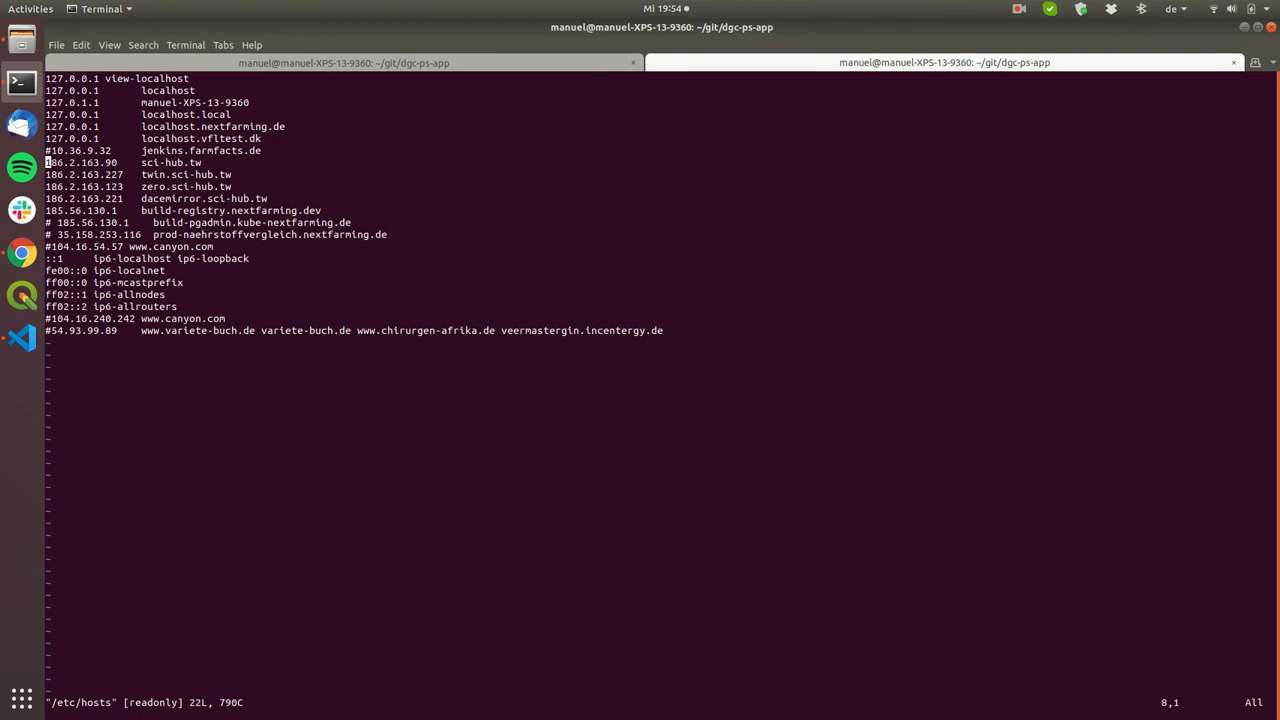 Activities
Terminal
Mi 19:54
de
manuel@manuel-XPS-13-9360: ~/git/dgc-ps-app
File Edit View Search Terminal Tabs Help
manuel@manuel-XPS-13-9360: ~/git/dgc-ps-app
manuel@manuel-XPS-13-9360: ~/git/dgc-ps-app
127.0.0.1 view-localhost
127.0.0.1 localhost
127.0.1.1 manuel-XPS-13-9360
127.0.0.1 localhost.local
127.0.0.1 localhost.nextfarming.de
127.0.0.1 localhost.vfltest.dk
#10.36.9.32 jenkins.farmfacts.de
186.2.163.90 sci-hub.tw
186.2.163.227 twin.sci-hub.tw
186.2.163.123 zero.sci-hub.tw
186.2.163.221 dacemirror.sci-hub.tw
185.56.130.1 build-registry.nextfarming.dev
# 185.56.130.1 build-pgadmin.kube-nextfarming.de
# 35.158.253.116 prod-naehrstoffvergleich.nextfarming.de
#104.16.54.57 www.canyon.com
::1 ip6-localhost ip6-loopback
fe00::0 ip6-localnet
ff00::0 ip6-mcastprefix
ff02::1 ip6-allnodes
ff02::2 ip6-allrouters
#104.16.240.242 www.canyon.com
#54.93.99.89 www.variete-buch.de variete-buch.de www.chirurgen-afrika.de veermastergin.incentergy.de
"/etc/hosts" [readonly] 22L, 790C
8,1
All